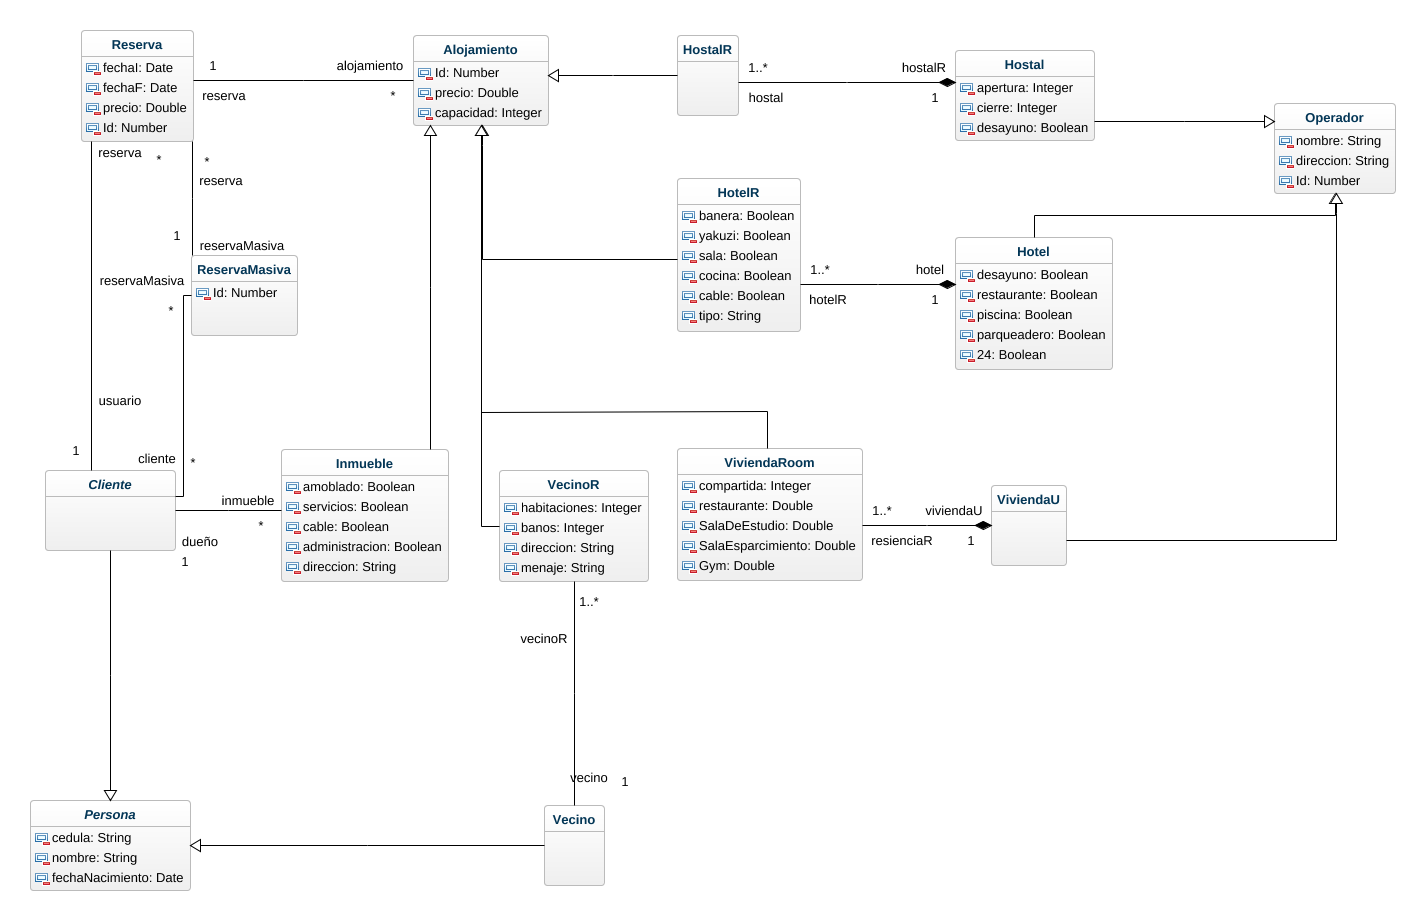 Reserva
fechaI: Date
fechaF: Date
precio: Double
Id: Number
1
alojamiento
reserva
*
Alojamiento
Id: Number
precio: Double
capacidad: Integer
HostalR
1..*
hostalR
hostal
1
Hostal
apertura: Integer
cierre: Integer
desayuno: Boolean
Operador
nombre: String
direccion: String
Id: Number
reserva
*
*
reserva
1
reservaMasiva
ReservaMasiva
Id: Number
reservaMasiva
*
HotelR
banera: Boolean
yakuzi: Boolean
sala: Boolean
cocina: Boolean
cable: Boolean
tipo: String
1..*
hotel
hotelR
1
Hotel
desayuno: Boolean
restaurante: Boolean
piscina: Boolean
parqueadero: Boolean
24: Boolean
usuario
1
cliente
*
Cliente
inmueble
*
dueño
1
Inmueble
amoblado: Boolean
servicios: Boolean
cable: Boolean
administracion: Boolean
direccion: String
VecinoR
habitaciones: Integer
banos: Integer
direccion: String
menaje: String
ViviendaRoom
compartida: Integer
restaurante: Double
SalaDeEstudio: Double
SalaEsparcimiento: Double
Gym: Double
1..*
viviendaU
resienciaR
1
ViviendaU
1..*
vecinoR
vecino
1
Vecino
Persona
cedula: String
nombre: String
fechaNacimiento: Date